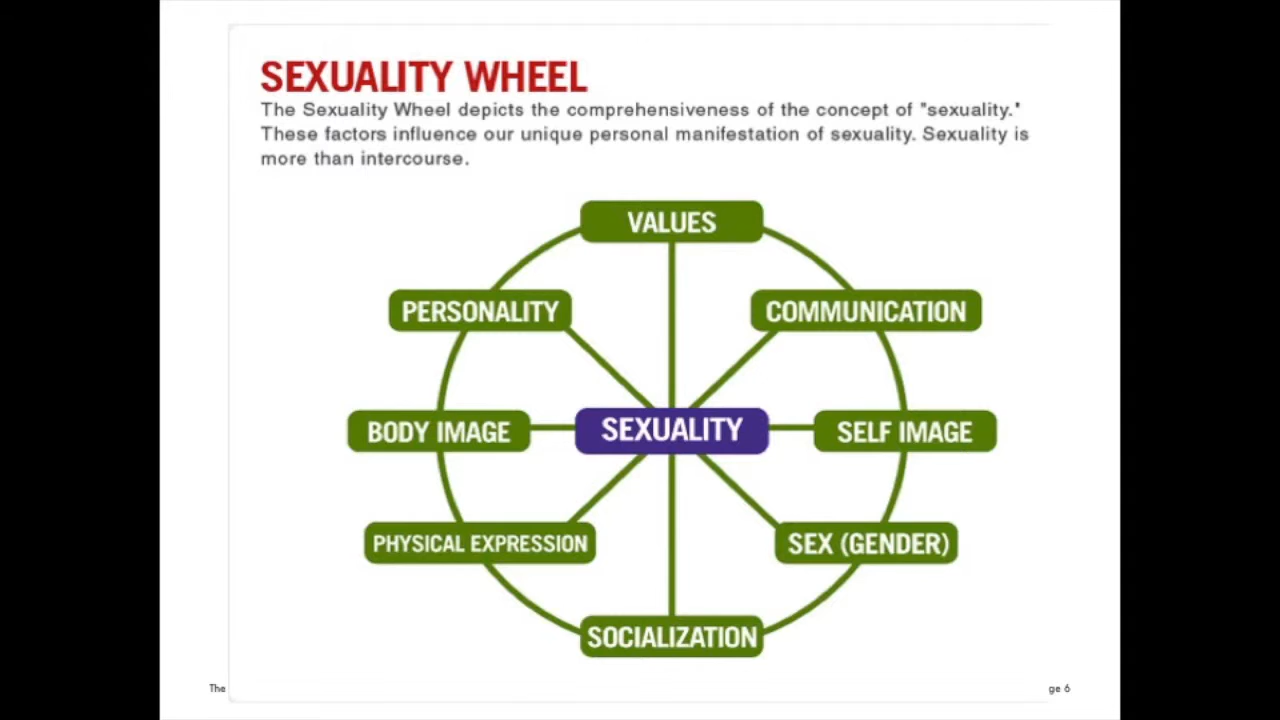 SEXUALITY WHEEL
The Sexuality Wheel depicts the comprehensiveness of the concept of "sexuality."
These factors influence our unique personal manifestation of sexuality. Sexuality is
more than intercourse.
VALUES
PERSONALITY
COMMUNICATION
BODY IMAGE
SEXUALITY
SELF IMAGE
PHYSICAL EXPRESSION
SEX (GENDER)
SOCIALIZATION
The
ge 6